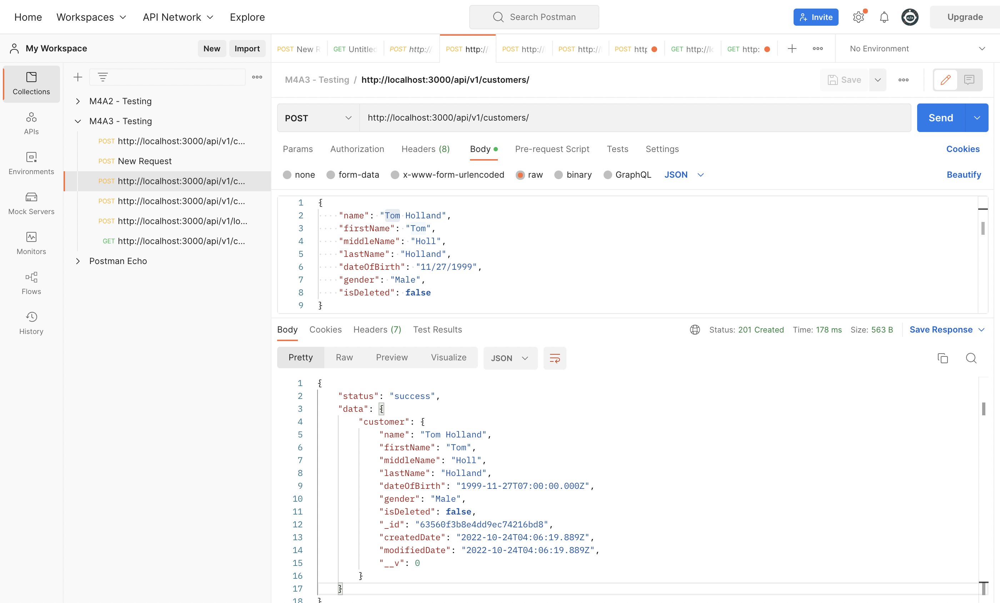 Home Workspaces API Network Explore Search Postman Invite Upgrade
My Workspace New Import POST New R GET Untitled POST http:// POST http:// POST http:// POST http:// POST http GET http://lo GET http: No Environment
Collections
APIs
Environments
Mock Servers
Monitors
Flows
History
M4A2 - Testing
M4A3 - Testing
POST http://localhost:3000/api/v1/c...
POST New Request
POST http://localhost:3000/api/v1/c...
POST http://localhost:3000/api/v1/c...
POST http://localhost:3000/api/v1/lo...
GET http://localhost:3000/api/v1/c...
Postman Echo
M4A3 - Testing / http://localhost:3000/api/v1/customers/ Save
POST http://localhost:3000/api/v1/customers/ Send
Params Authorization Headers (8) Body Pre-request Script Tests Settings Cookies
none form-data x-www-form-urlencoded raw binary GraphQL JSON Beautify
1 {
2 "name": "Tom Holland",
3 "firstName": "Tom",
4 "middleName": "Holl",
5 "lastName": "Holland",
6 "dateOfBirth": "11/27/1999",
7 "gender": "Male",
8 "isDeleted": false
9 }
Body Cookies Headers (7) Test Results Status: 201 Created Time: 178 ms Size: 563 B Save Response
Pretty Raw Preview Visualize JSON
1 {
2 "status": "success",
3 "data": {
4 "customer": {
5 "name": "Tom Holland",
6 "firstName": "Tom",
7 "middleName": "Holl",
8 "lastName": "Holland",
9 "dateOfBirth": "1999-11-27T07:00:00.000Z",
10 "gender": "Male",
11 "isDeleted": false,
12 "_id": "63560f3b8e4dd9ec74216bd8",
13 "createdDate": "2022-10-24T04:06:19.889Z",
14 "modifiedDate": "2022-10-24T04:06:19.889Z",
15 "__v": 0
16 }
17 }
18 }